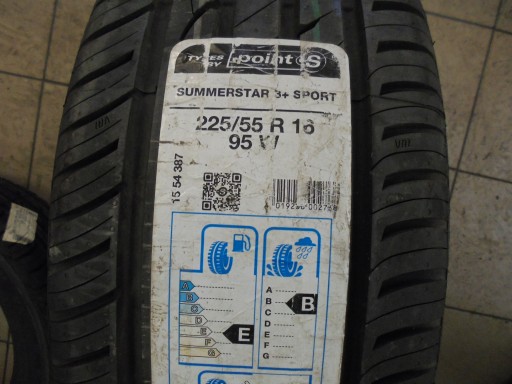 TYRES BY point S
SUMMERSTAR 3+ SPORT
225/55 R 16
95 W
15 54 387
A
B
C
D
E
F
G
E
A
B
C
D
E
F
G
B